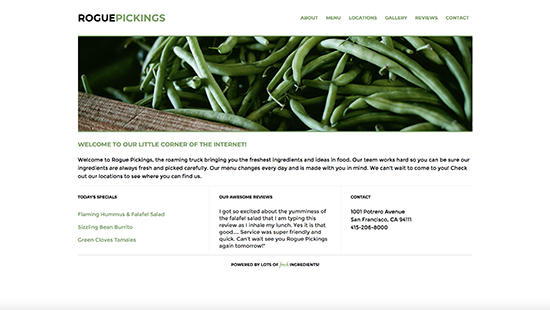 ROGUEPICKINGS
ABOUT MENU LOCATIONS GALLERY REVIEWS CONTACT
WELCOME TO OUR LITTLE CORNER OF THE INTERNET!
Welcome to Rogue Pickings, the roaming truck bringing you the freshest ingredients and ideas in food. Our team works hard so you can be sure our
ingredients are always fresh and picked carefully. Our menu changes every day and is made with you in mind. We can't wait to come to you! Check
out our locations to see where you can find us.
TODAY'S SPECIALS
Flaming Hummus & Falafel Salad
Sizzling Bean Burrito
Green Cloves Tamales
OUR AWESOME REVIEWS
I got so excited about the yumminess of
the falafel salad that I am typing this
review as I inhale my lunch. Yes it is that
good.... Service was super friendly and
quick. Can't wait see you Rogue Pickings
again tomorrow!"
CONTACT
1001 Potrero Avenue
San Francisco, CA 94111
415-206-8000
POWERED BY LOTS OF fresh INGREDIENTS!